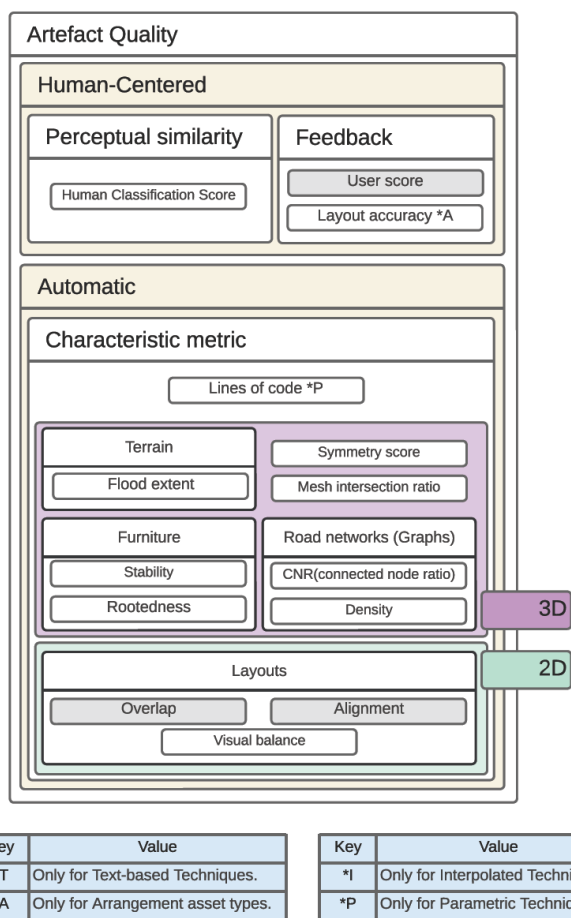 Artefact Quality
Human-Centered
Perceptual similarity
Human Classification Score
Feedback
User score
Layout accuracy *A
Automatic
Characteristic metric
Lines of code *P
Terrain
Flood extent
Symmetry score
Mesh intersection ratio
Furniture
Stability
Rootedness
Road networks (Graphs)
CNR(connected node ratio)
Density
3D
Layouts
Overlap
Alignment
Visual balance
2D
Value
T Only for Text-based Techniques.
A Only for Arrangement asset types.
Key Value
*I Only for Interpolated
*P Only for Parametric